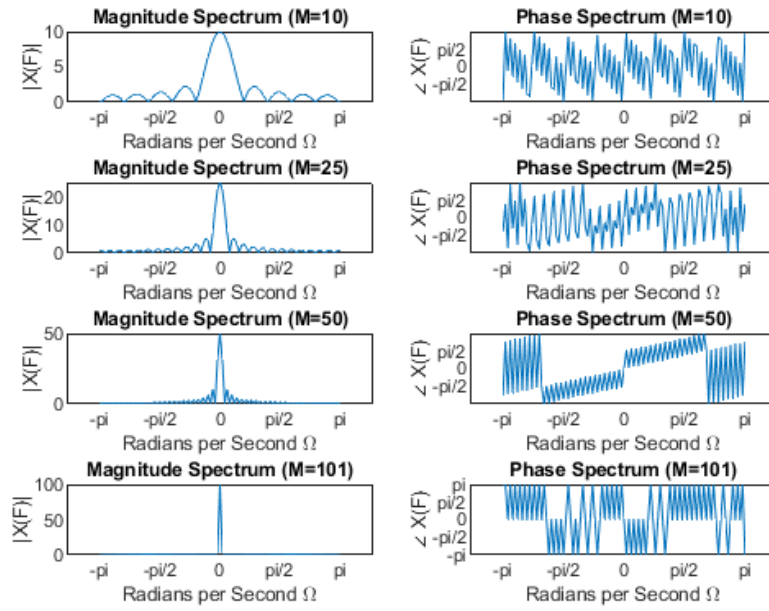 Magnitude Spectrum (M=10)
|X(F)|
10
5
0
-pi -pi/2 0 pi/2 pi
Radians per Second Ω
Phase Spectrum (M=10)
∠ X(F)
pi/2
0
-pi/2
-pi -pi/2 0 pi/2 pi
Radians per Second Ω
Magnitude Spectrum (M=25)
|X(F)|
20
10
0
-pi -pi/2 0 pi/2 pi
Radians per Second Ω
Phase Spectrum (M=25)
∠ X(F)
pi/2
0
-pi/2
-pi -pi/2 0 pi/2 pi
Radians per Second Ω
Magnitude Spectrum (M=50)
|X(F)|
50
0
-pi -pi/2 0 pi/2 pi
Radians per Second Ω
Phase Spectrum (M=50)
∠ X(F)
pi/2
0
-pi/2
-pi -pi/2 0 pi/2 pi
Radians per Second Ω
Magnitude Spectrum (M=101)
|X(F)|
100
50
0
-pi -pi/2 0 pi/2 pi
Radians per Second Ω
Phase Spectrum (M=101)
∠ X(F)
pi
pi/2
0
-pi/2
-pi
-pi -pi/2 0 pi/2 pi
Radians per Second Ω